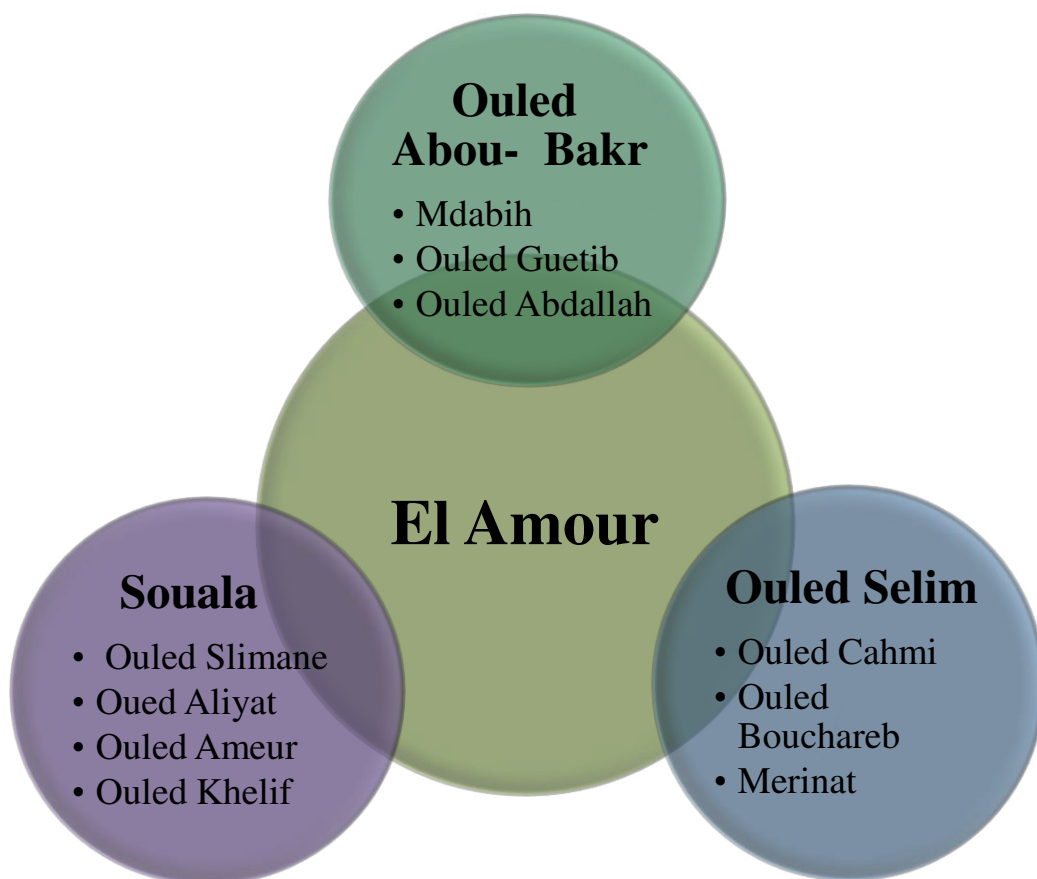 Ouled
Abou- Bakr
• Mdabih
• Ouled Guetib
• Ouled Abdallah
El Amour
Souala
• Ouled Slimane
• Oued Aliyat
• Ouled Ameur
• Ouled Khelif
Ouled Selim
• Ouled Cahmi
• Ouled
Bouchareb
• Merinat